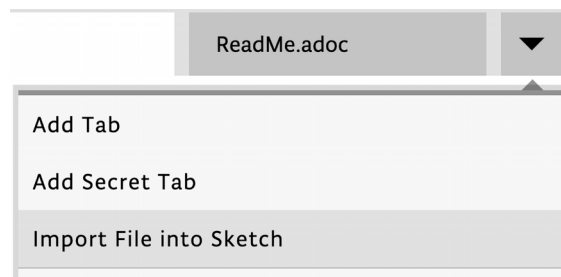 ReadMe.adoc
Add Tab
Add Secret Tab
Import File into Sketch